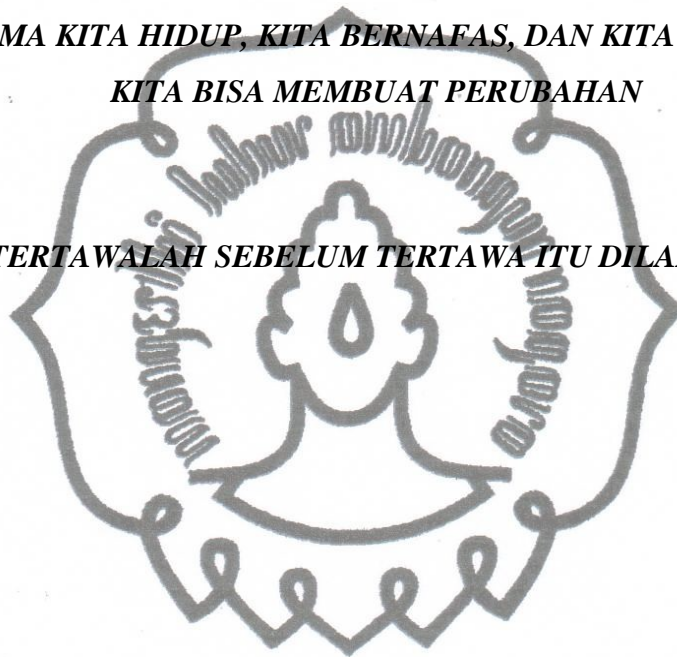 MA KITA HIDUP, KITA BERNAFAS, DAN KITA
KITA BISA MEMBUAT PERUBAHAN
TERTAWALAH SEBELUM TERTAWA ITU DILA